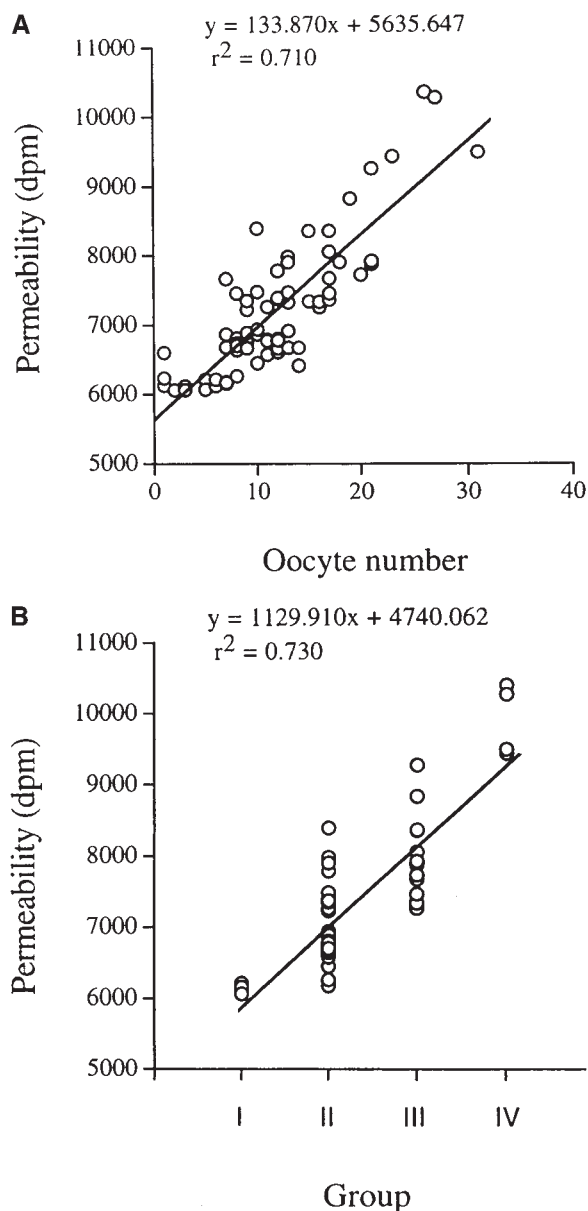 A
y = 133.870x + 5635.647
r² = 0.710
11000
10000
9000
8000
7000
6000
5000
Permeability (dpm)
0 10 20 30 40
Oocyte number
B
y = 1129.910x + 4740.062
r² = 0.730
11000
10000
9000
8000
7000
6000
5000
Permeability (dpm)
I II III IV
Group